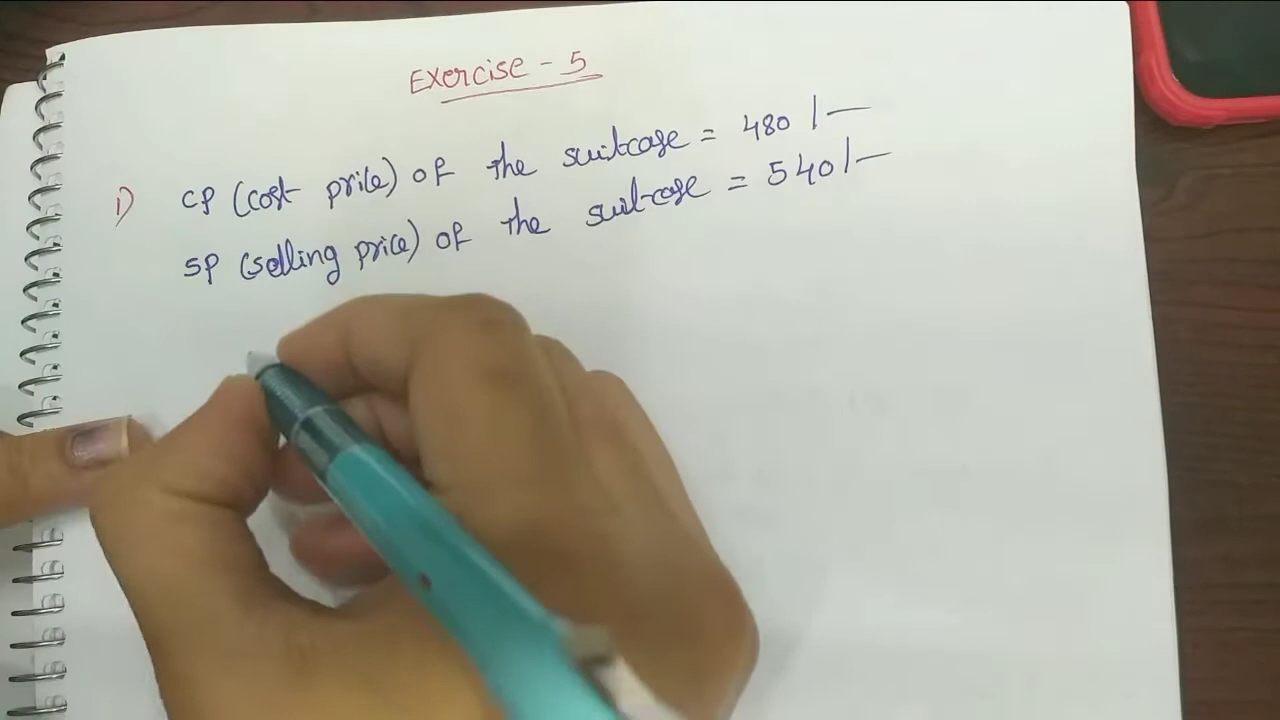 Exercise - 5
1) CP (cost price) of the suitcase = 480 /-
SP (selling price) of the suitcase = 540/-